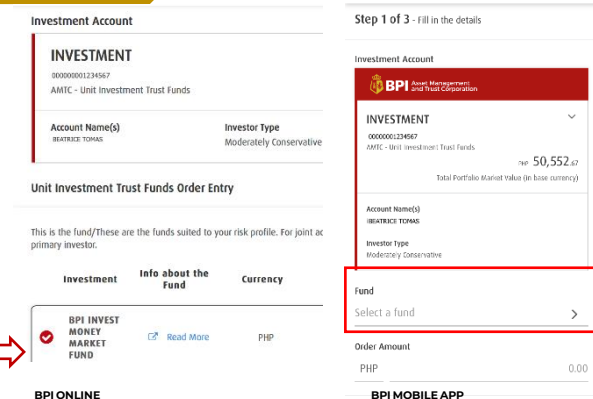 Investment Account
INVESTMENT
000000001234567
AMTC - Unit Investment Trust Funds
Account Name(s)
BEATRICE TOMAS
Investor Type
Moderately Conservative
Unit Investment Trust Funds Order Entry
This is the fund/These are the funds suited to your risk profile. For joint ac
primary investor.
Investment
Info about the
Fund
Currency
BPI INVEST
MONEY
MARKET
FUND
Read More
PHP
BPI ONLINE
Step 1 of 3 - Fill in the details
Investment Account
BPI Asset Management
and Trust Corporation
INVESTMENT
00000001234567
AMTC - Unit Investment Trust Funds
PHP 50,552.67
Total Portfolio Market Value (in base currency)
Account Name(s)
BEATRICE TOMAS
Investor Type
Moderately Conservative
Fund
Select a fund
Order Amount
PHP
0.00
BPI MOBILE APP